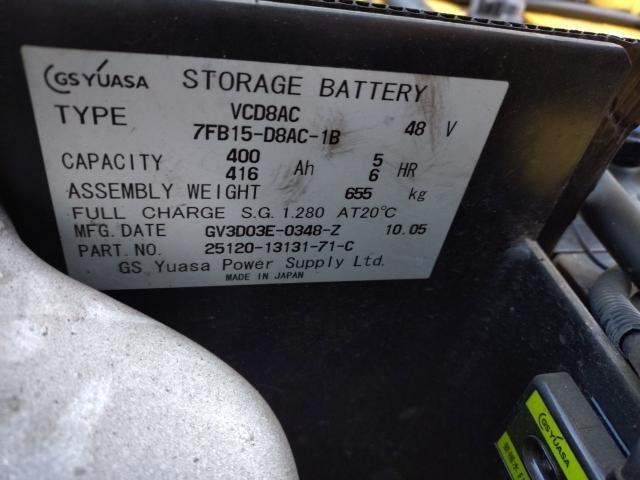 GS YUASA STORAGE BATTERY
TYPE VCD8AC
7FB15-D8AC-1B 48 V
CAPACITY 400 Ah 5 HR
416 6
ASSEMBLY WEIGHT 655 kg
FULL CHARGE S.G. 1.280 AT20℃
MFG. DATE GV3D03E-0348-Z 10.05
PART. NO. 25120-13131-71-C
GS Yuasa Power Supply Ltd.
MADE IN JAPAN
GS YUASA